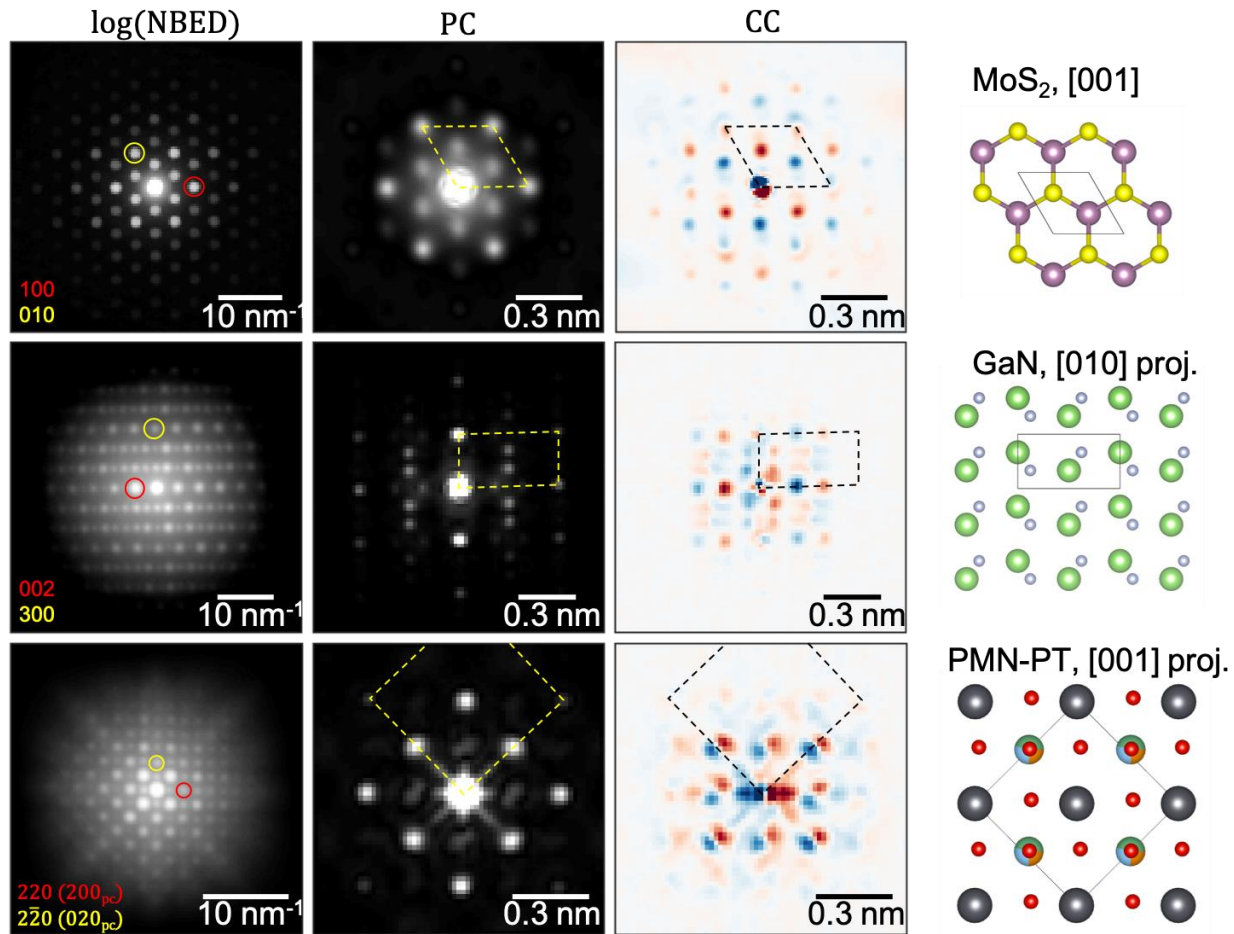 log(NBED)
PC
CC
MoS₂, [001]
100
010
10 nm⁻¹
0.3 nm
0.3 nm
GaN, [010] proj.
002
300
10 nm⁻¹
0.3 nm
0.3 nm
PMN-PT, [001] proj.
220 (200pc)
22̄0 (020pc)
10 nm⁻¹
0.3 nm
0.3 nm